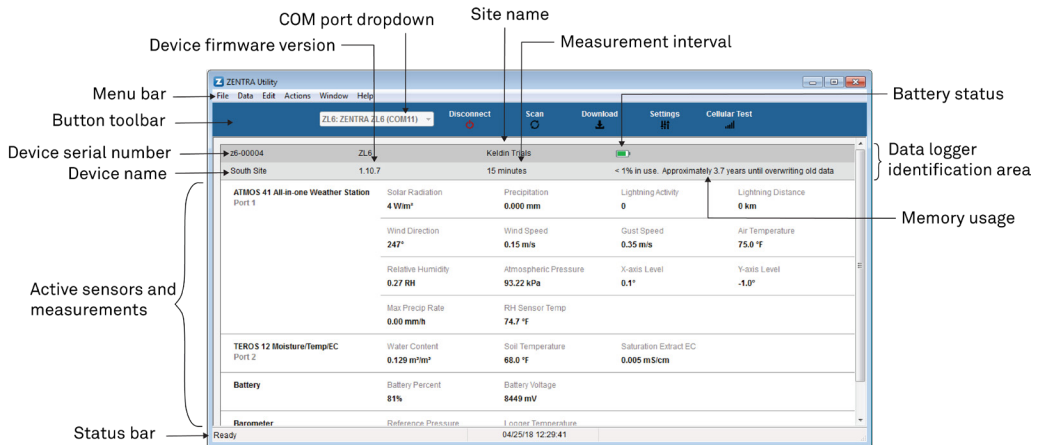 COM port dropdown
Site name
Device firmware version
Measurement interval
ZENTRA Utility
Menu bar
File Data Edit Actions Window Help
Battery status
Button toolbar
ZL6: ZENTRA ZL6 (COM11)
Disconnect
Scan
Download
Settings
Cellular Test
Device serial number
z6-00004
ZL6
Keldin Trials
Data logger
identification area
Device name
South Site
1.10.7
15 minutes
< 1% in use. Approximately 3.7 years until overwriting old data
Memory usage
Active sensors and
measurements
ATMOS 41 All-in-one Weather Station
Port 1
Solar Radiation Precipitation Lightning Activity Lightning Distance
4 W/m² 0.000 mm 0 0 km
Wind Direction Wind Speed Gust Speed Air Temperature
247° 0.15 m/s 0.35 m/s 75.0 °F
Relative Humidity Atmospheric Pressure X-axis Level Y-axis Level
0.27 RH 93.22 kPa 0.1° -1.0°
Max Precip Rate RH Sensor Temp
0.00 mm/h 74.7 °F
TEROS 12 Moisture/Temp/EC
Port 2
Water Content Soil Temperature Saturation Extract EC
0.129 m³/m³ 68.0 °F 0.005 mS/cm
Battery
Battery Percent Battery Voltage
81% 8449 mV
Barometer Reference Pressure Logger Temperature
Status bar
Ready
04/25/18 12:29:41